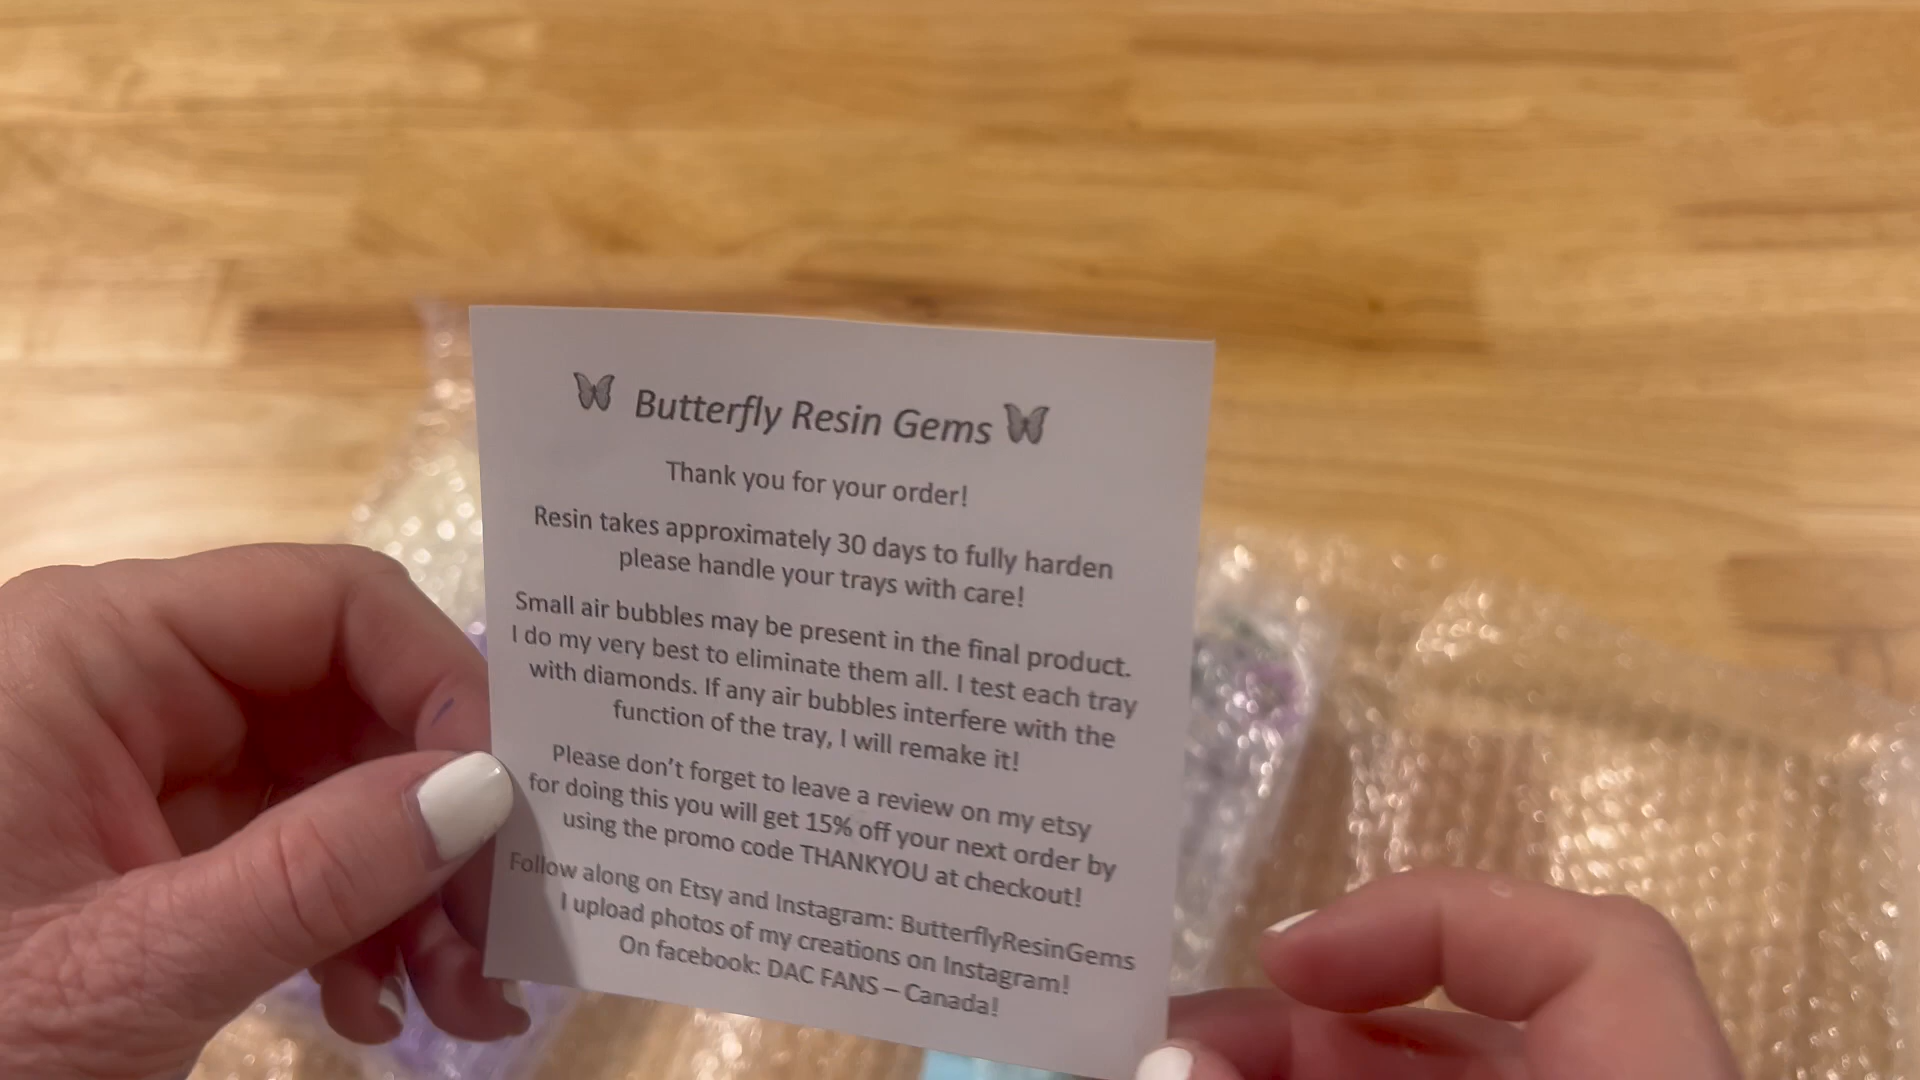 Butterfly Resin Gems
Thank you for your order!
Resin takes approximately 30 days to fully harden
please handle your trays with care!
Small air bubbles may be present in the final product.
I do my very best to eliminate them all. I test each tray
with diamonds. If any air bubbles interfere with the
function of the tray, I will remake it!
Please don't forget to leave a review on my etsy
for doing this you will get 15% off your next order by
using the promo code THANKYOU at checkout!
Follow along on Etsy and Instagram: ButterflyResinGems
I upload photos of my creations on Instagram!
On facebook: DAC FANS – Canada!